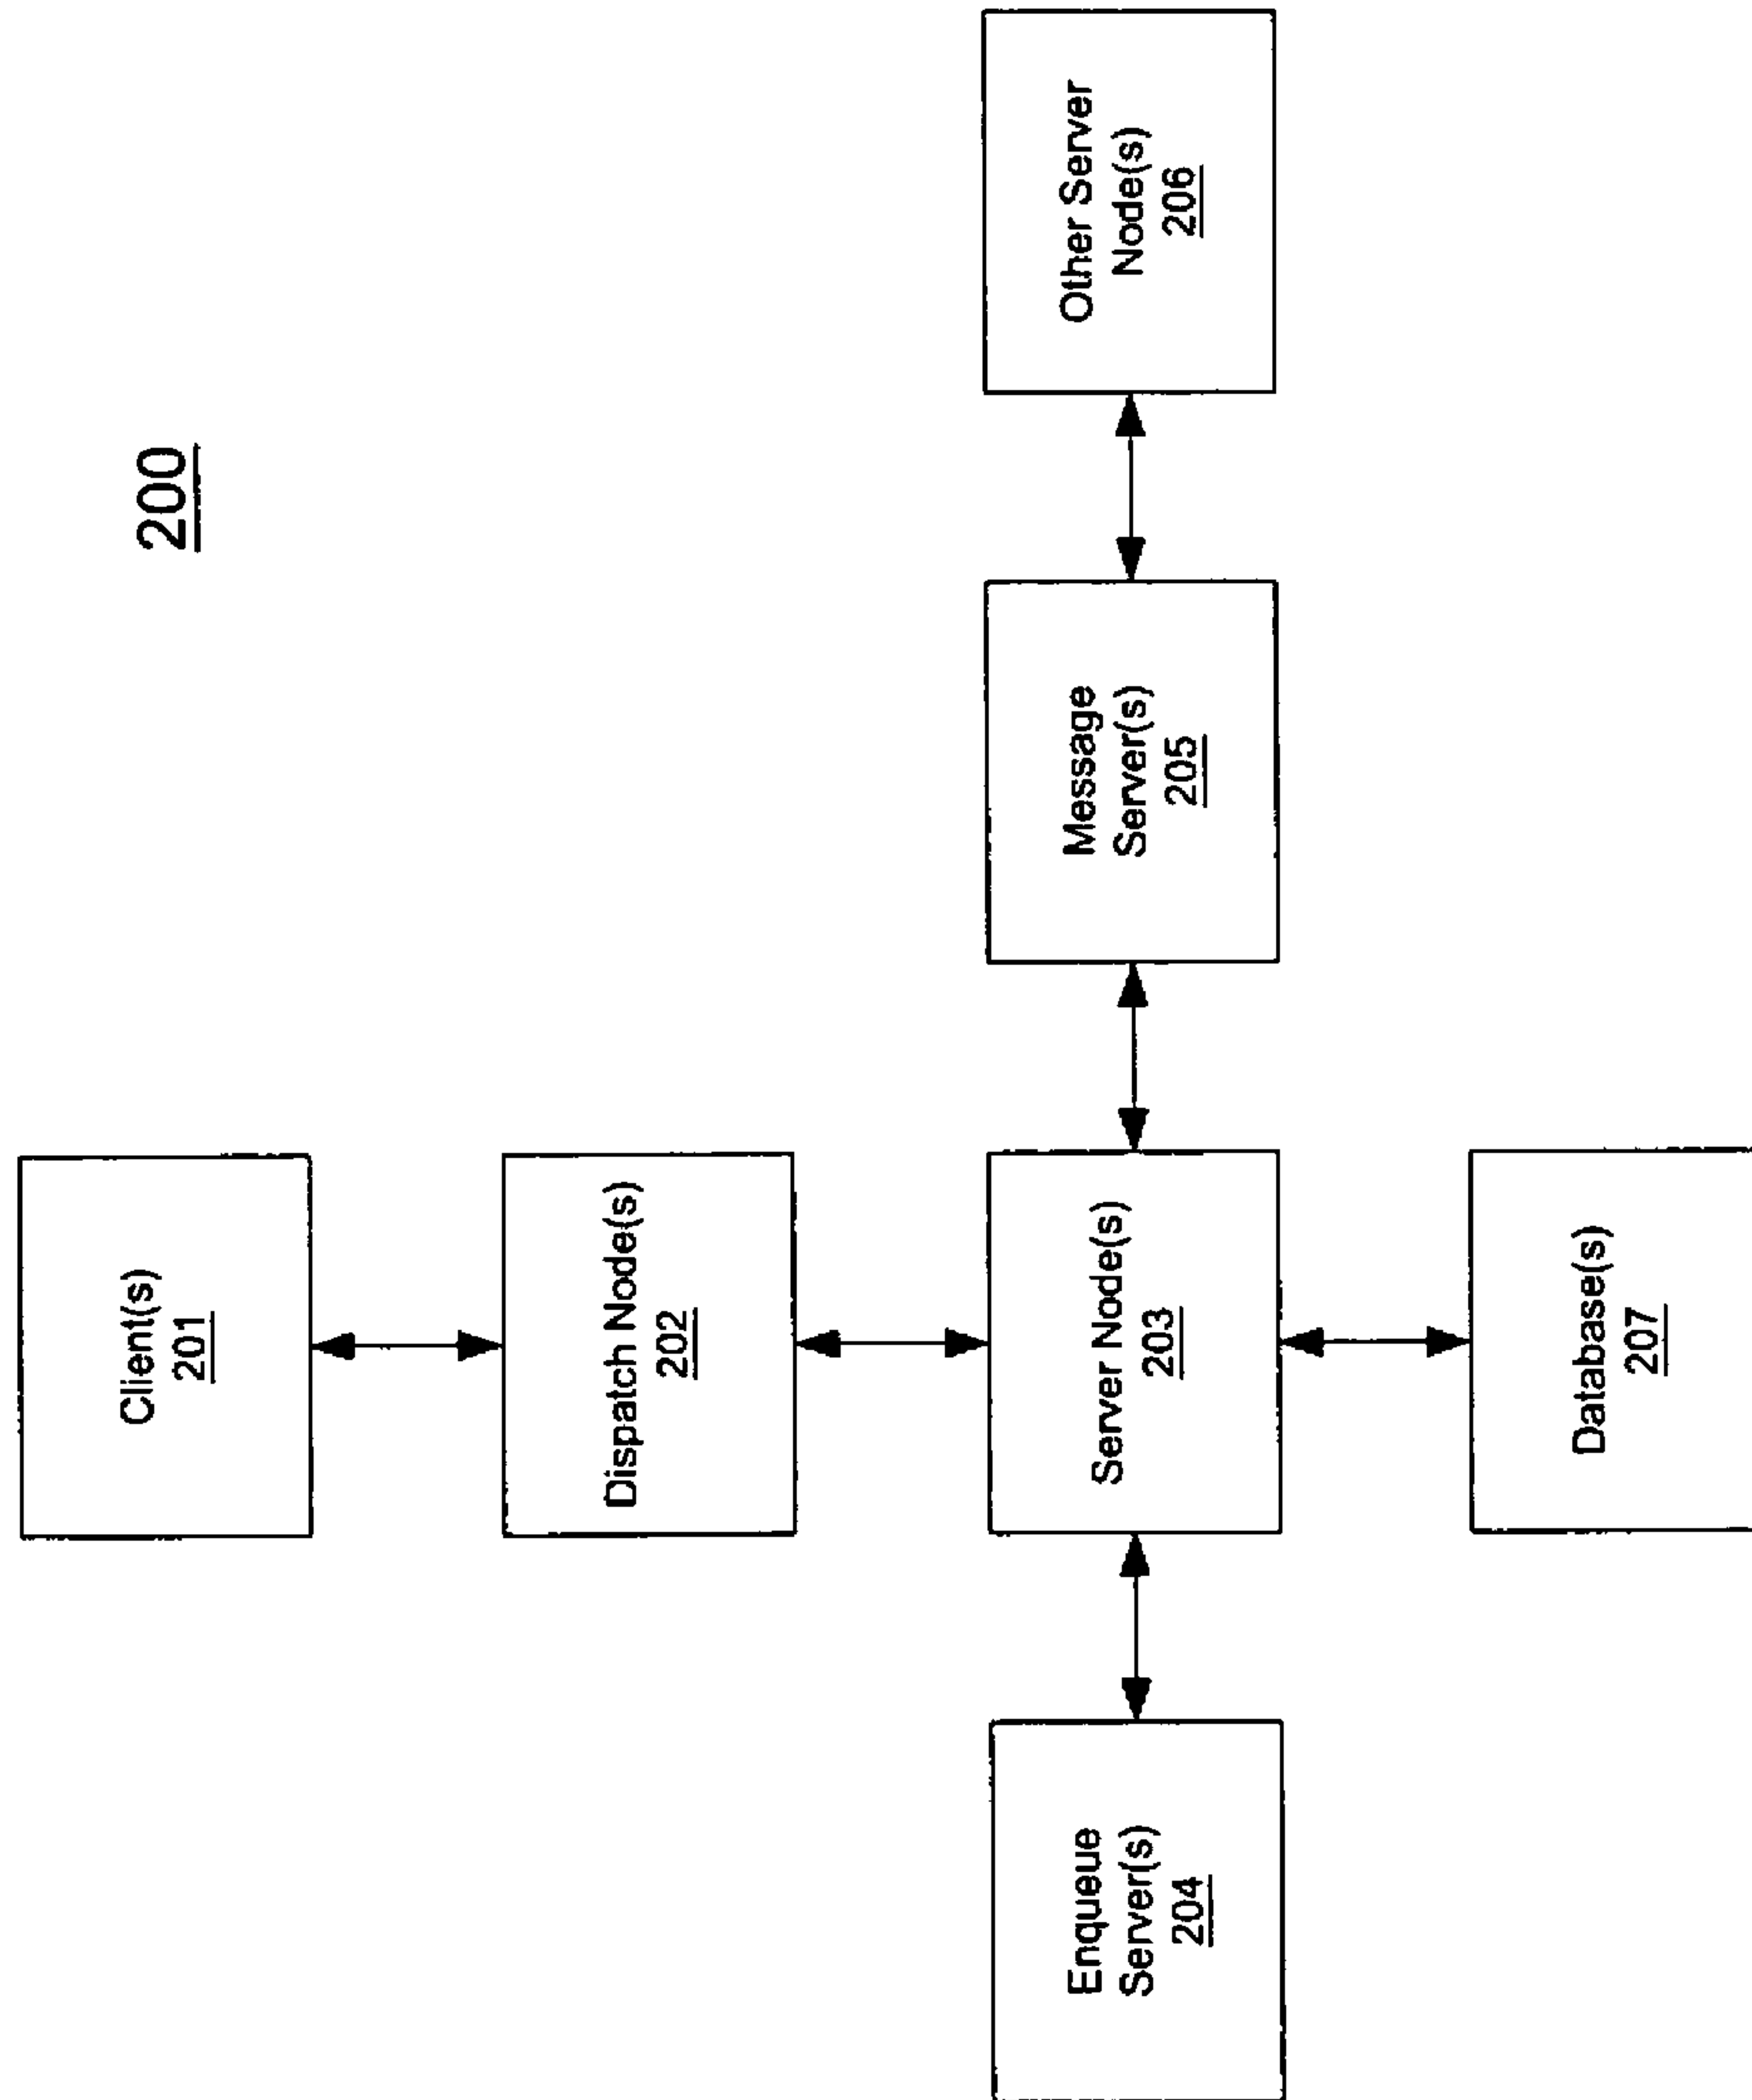 200
Client(s)
201
Dispatch Node(s)
202
Server Node(s)
203
Enqueue
Server(s)
204
Message
Server(s)
205
Other Server
Node(s)
206
Database(s)
207